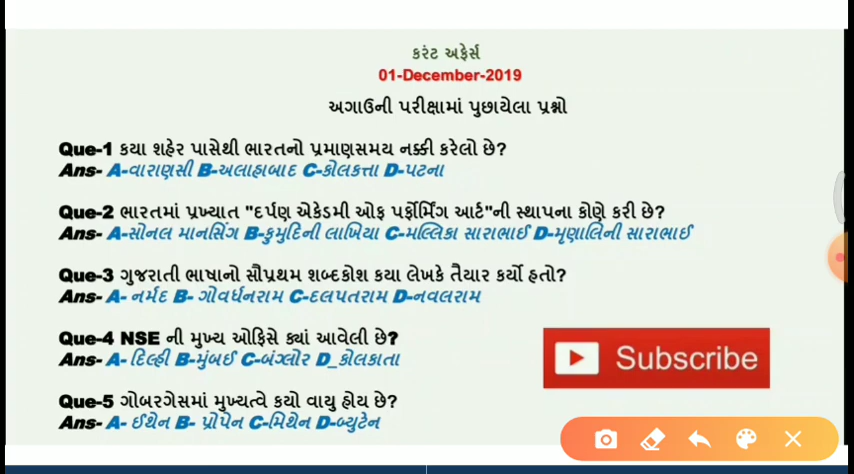 કરંટ અફેર્સ
01-December-2019
અગાઉની પરીક્ષામાં પુછાયેલા પ્રશ્નો
Que-1 કયા શહેર પાસેથી ભારતનો પ્રમાણસમય નક્કી કરેલો છે?
Ans- A-વારાણસી B-અલાહાબાદ C-કોલકત્તા D-પટના
Que-2 ભારતમાં પ્રખ્યાત "દર્પણ એકેડમી ઓફ પર્ફોર્મિંગ આર્ટ"ની સ્થાપના કોણે કરી છે?
Ans- A-સોનલ માનસિંગ B-કુમુદિની લાખિયા C-મલ્લિકા સારાભાઈ D-મૃણાલિની સારાભાઈ
Que-3 ગુજરાતી ભાષાનો સૌપ્રથમ શબ્દકોશ કયા લેખકે તૈયાર કર્યો હતો?
Ans- A- નર્મદ B- ગોવર્ધનરામ C-દલપતરામ D-નવલરામ
Que-4 NSE ની મુખ્ય ઓફિસે ક્યાં આવેલી છે?
Ans- A- દિલ્હી B-મુંબઈ C-બંગ્લોર D_કોલકાતા
Subscribe
Que-5 ગોબરગેસમાં મુખ્યત્વે કયો વાયુ હોય છે?
Ans- A- ઈથેન B- પ્રોપેન C-મિથેન D-બ્યુટેન